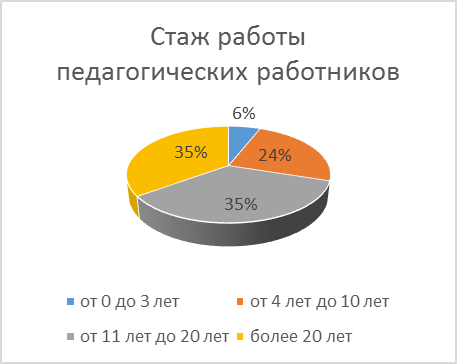 Стаж работы
педагогических работников
6%
35%
24%
35%
от 0 до 3 лет
от 4 лет до 10 лет
от 11 лет до 20 лет
более 20 лет